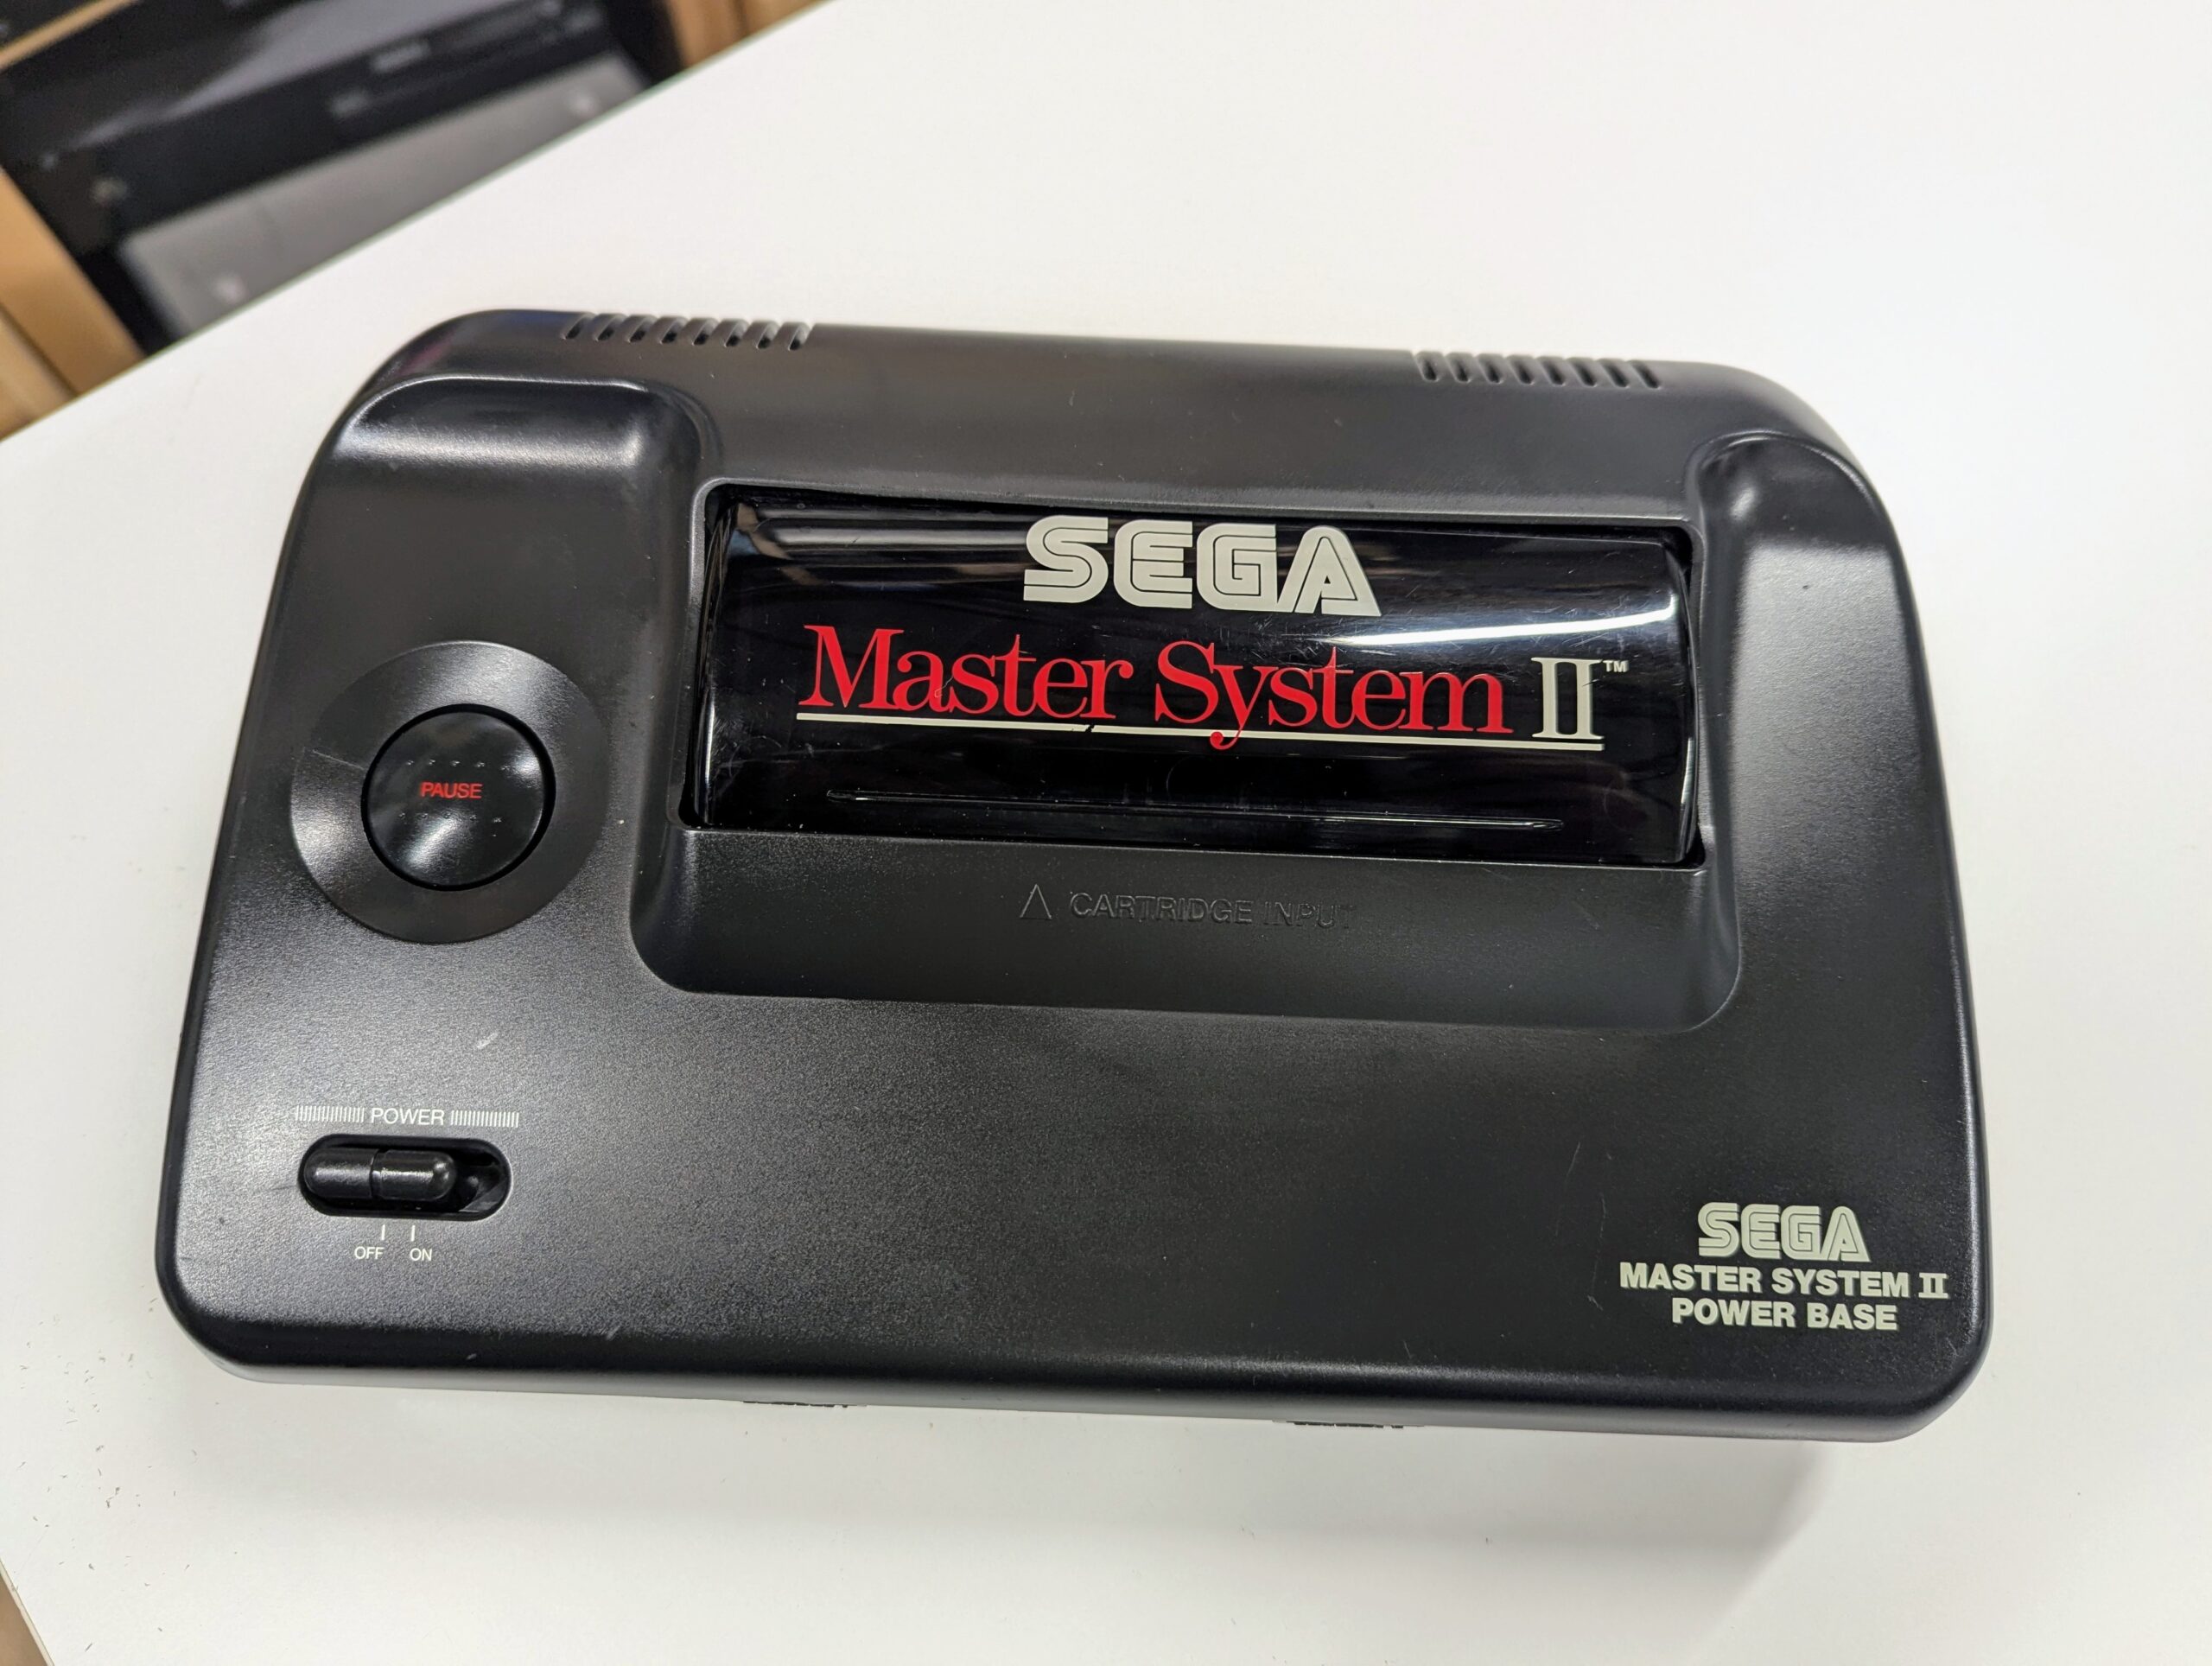 SEGA
Master System II™
PAUSE
△ CARTRIDGE INPUT
POWER
OFF ON
SEGA
MASTER SYSTEM II
POWER BASE